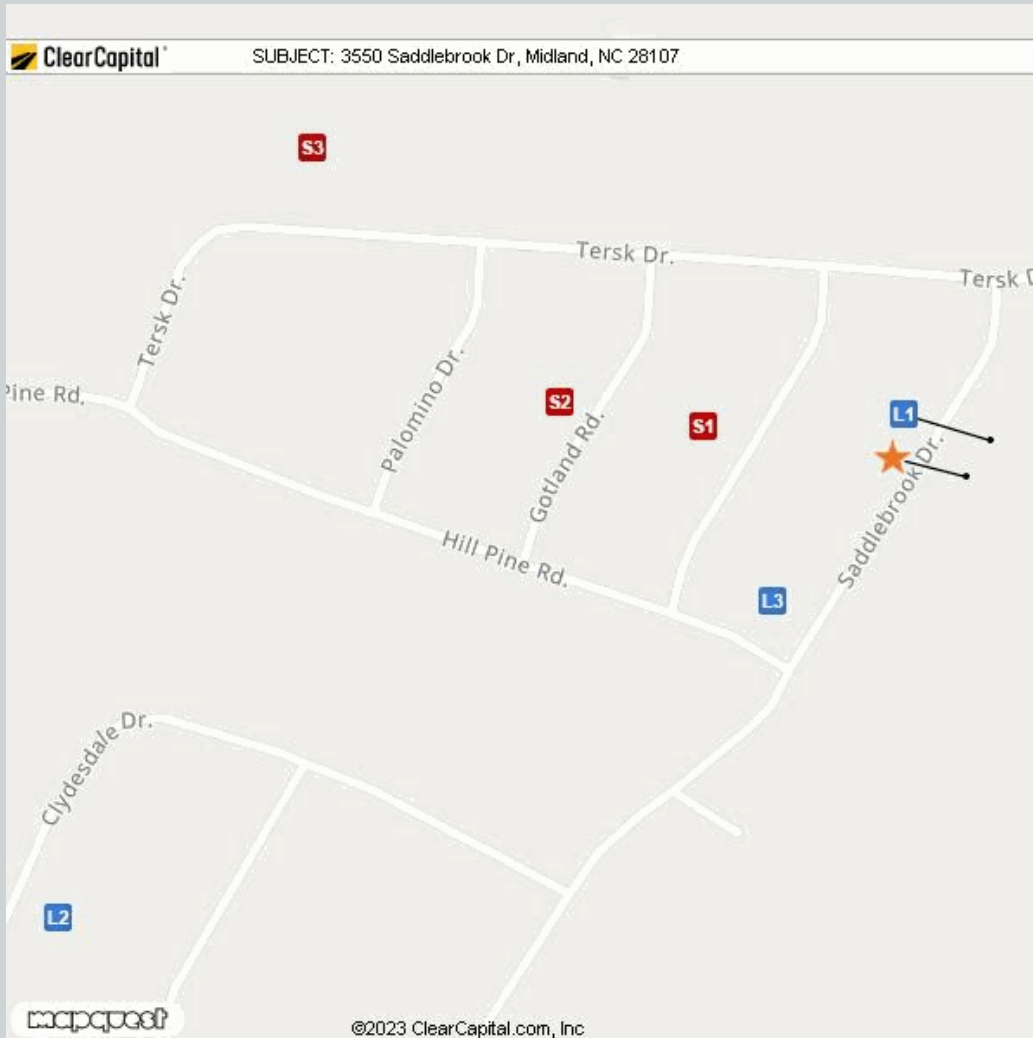 ClearCapital
SUBJECT: 3550 Saddlebrook Dr, Midland, NC 28107
S3
Tersk Dr.
Tersk
Tersk Dr.
Palomino Dr.
Pine Rd.
S2
L1
Gotland Rd.
S1
Saddlebrook Dr.
Hill Pine Rd.
L3
Clydesdale Dr.
L2
mapquest
©2023 ClearCapital.com, Inc